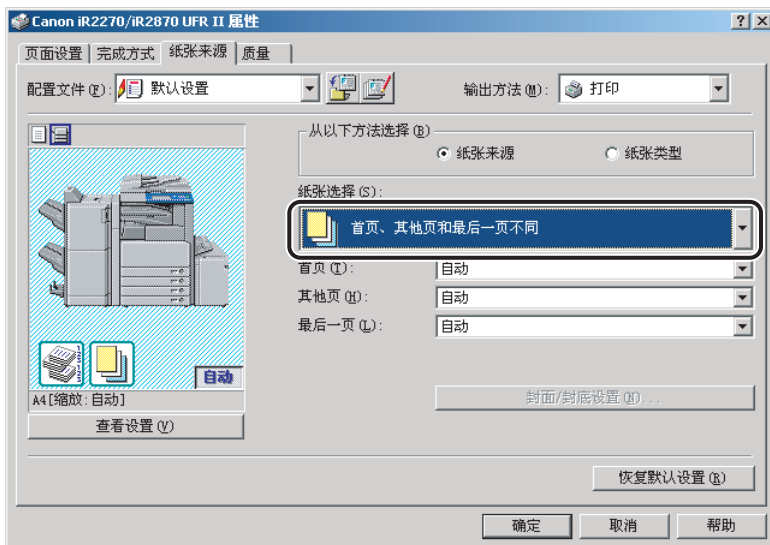 Canon iR2270/iR2870 UFR II 属性
页面设置 完成方式 纸张来源 质量
配置文件(F): 默认设置 输出方法(M): 打印
从以下方法选择(B)
纸张来源 纸张类型
纸张选择(S):
首页、其他页和最后一页不同
首页(T): 自动
其他页(H): 自动
最后一页(L): 自动
自动
A4[缩放:自动]
封面/封底设置(N)...
查看设置(V)
恢复默认设置(R)
确定 取消 帮助